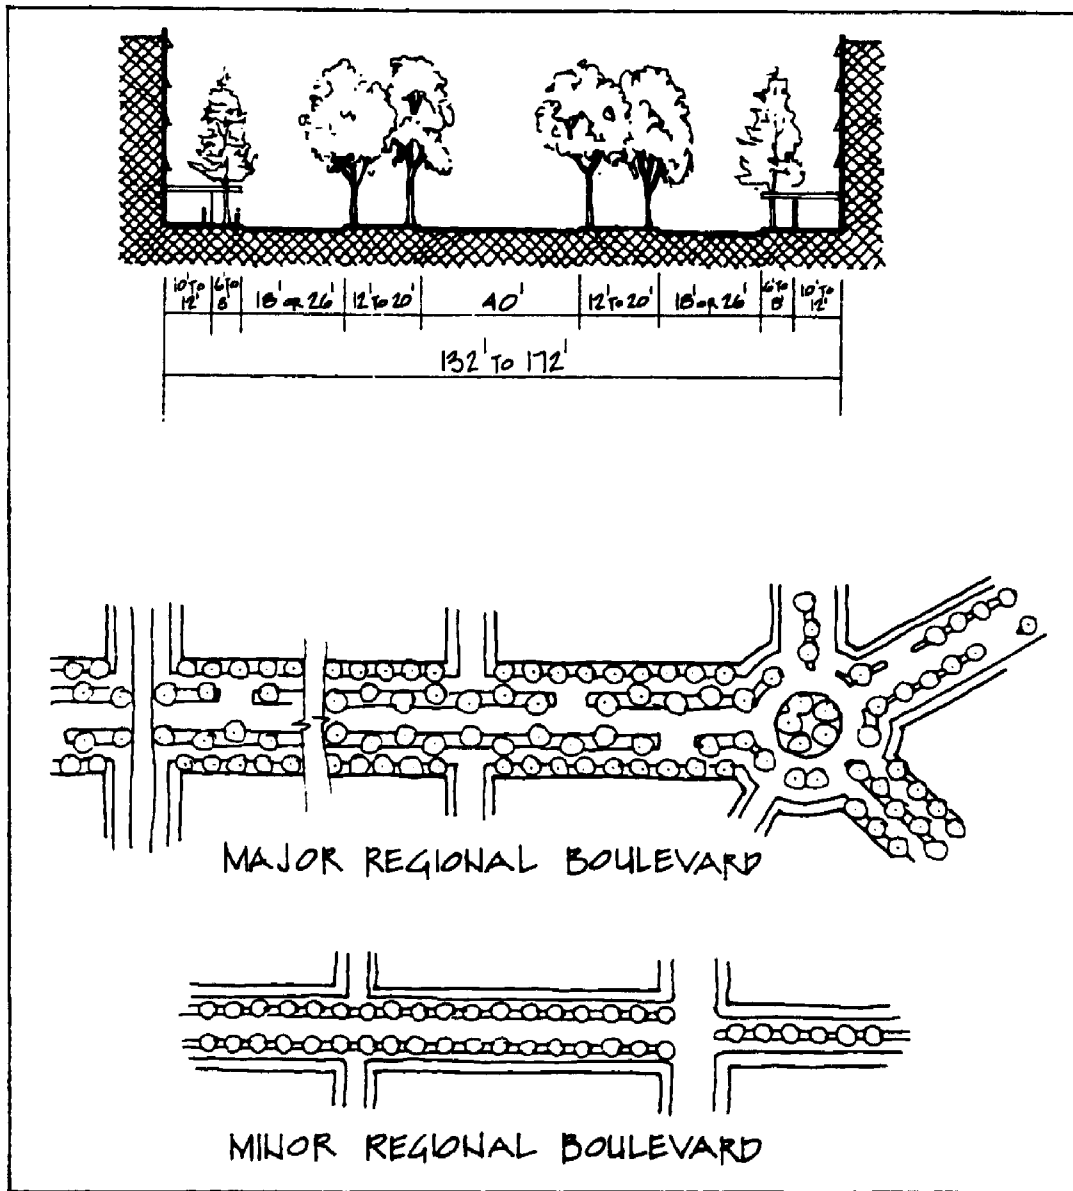 10' TO 12' 6' TO 8' 18' OR 26' 12' TO 20' 40' 12' TO 20' 18' OR 26' 6' TO 8' 10' TO 12'
132' TO 172'
MAJOR REGIONAL BOULEVARD
MINOR REGIONAL BOULEVARD